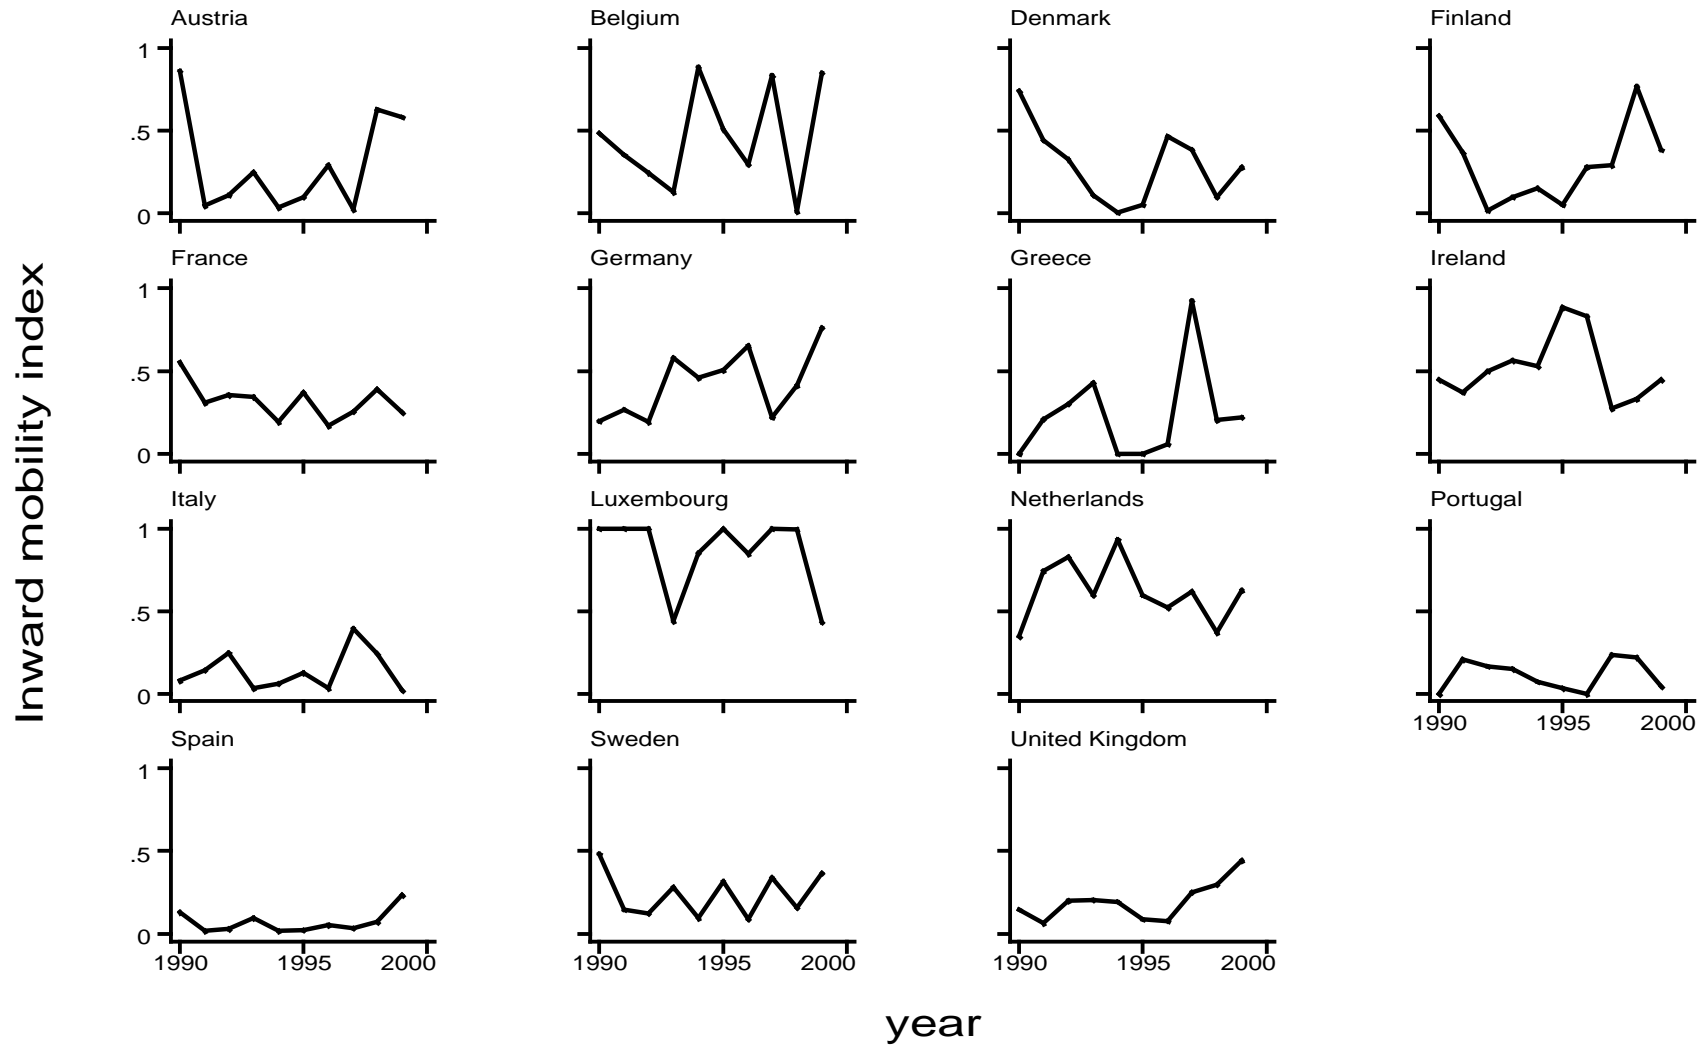 Inward mobility index
Austria
Belgium
Denmark
Finland
1
.5
0
France
Germany
Greece
Ireland
1
.5
0
Italy
Luxembourg
Netherlands
Portugal
1
.5
0
1990 1995 2000
Spain
Sweden
United Kingdom
1
.5
0
1990 1995 2000
1990 1995 2000
1990 1995 2000
year